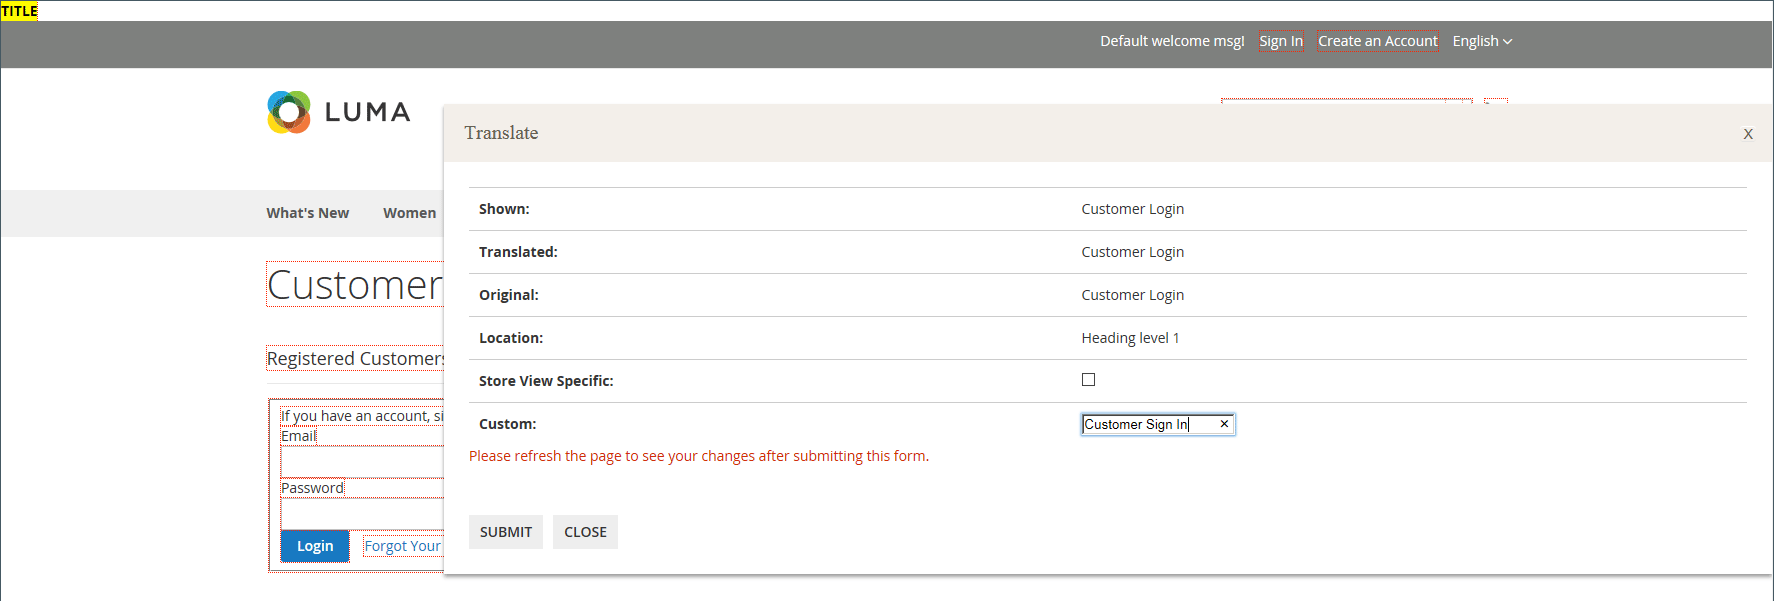 TITLE
Default welcome msg! Sign In Create an Account English
LUMA
Translate
X
What's New Women
Shown: Customer Login
Translated: Customer Login
Original: Customer Login
Location: Heading level 1
Store View Specific:
Custom: Customer Sign In ×
Please refresh the page to see your changes after submitting this form.
SUBMIT CLOSE
Customer
Registered Customers
If you have an account, si
Email
Password
Login Forgot Your